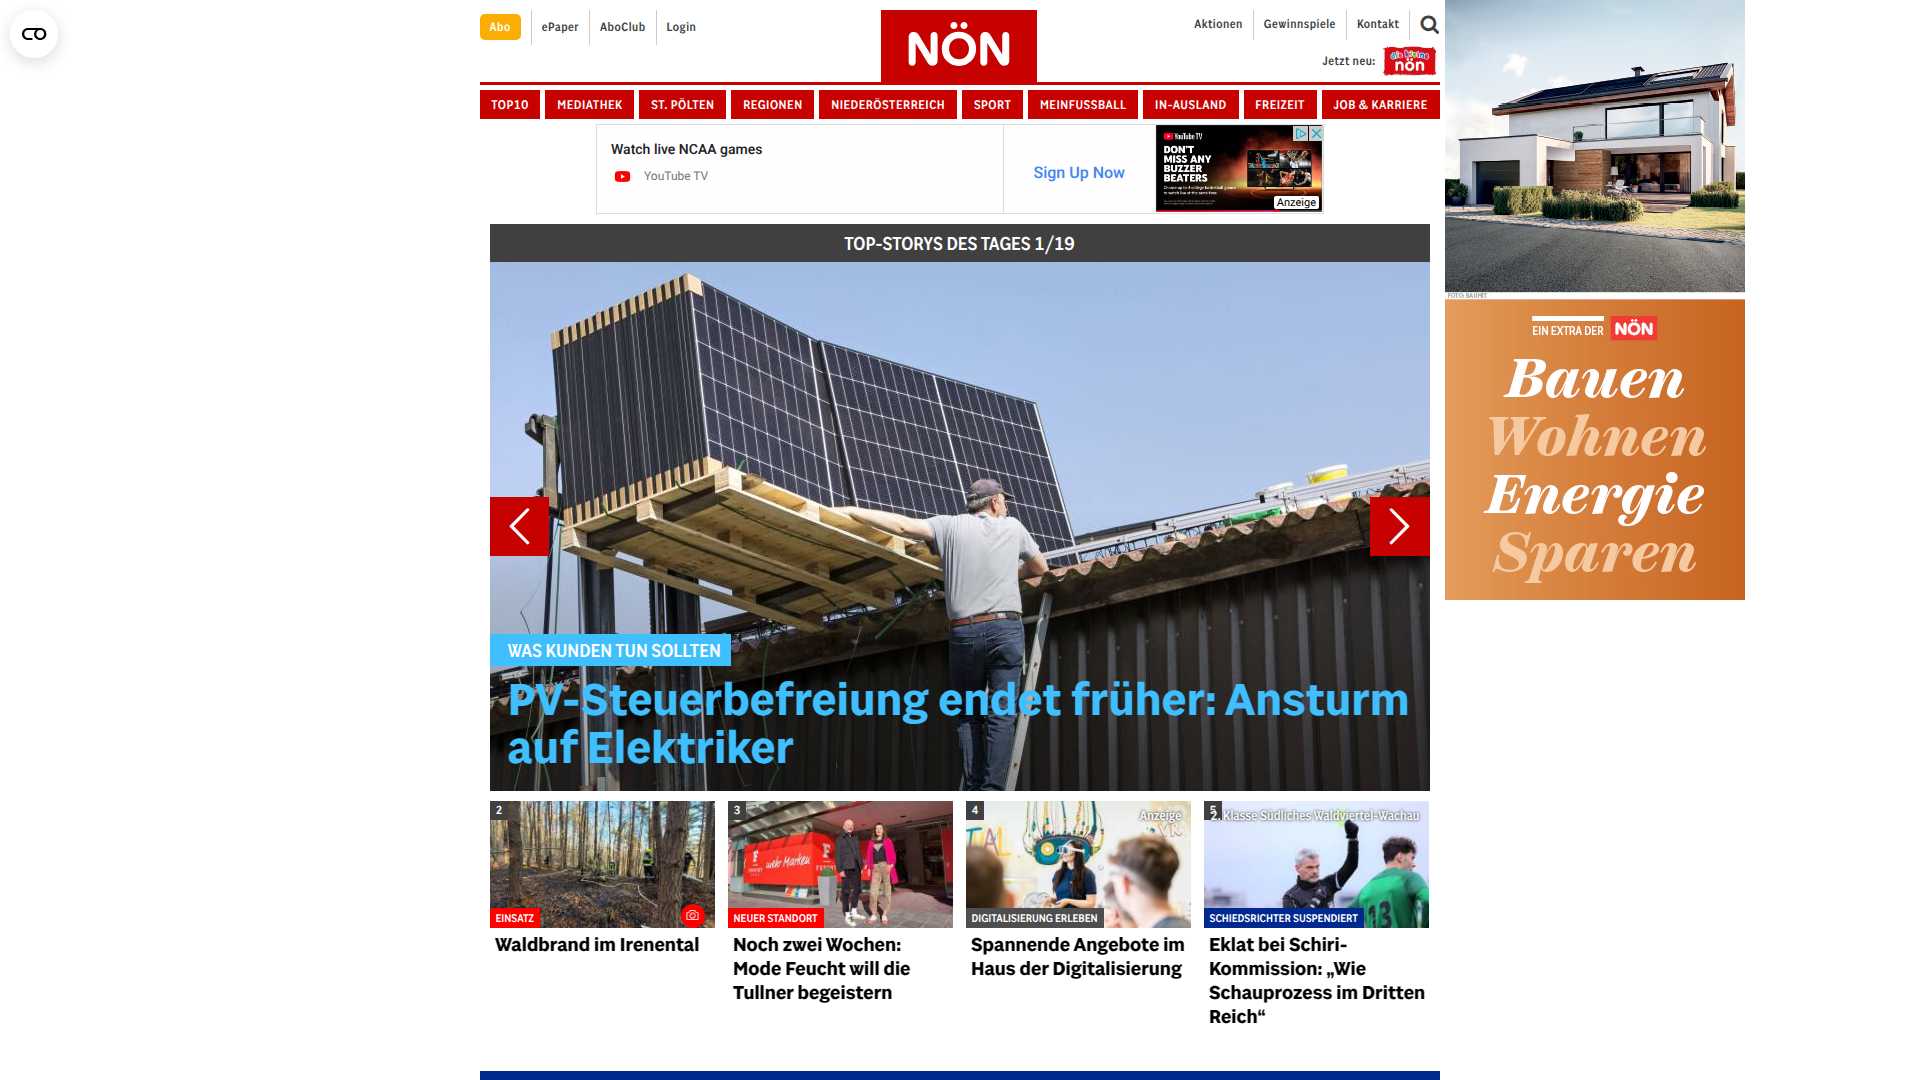 Abo
ePaper
AboClub
Login
NÖN
Aktionen
Gewinnspiele
Kontakt
Jetzt neu:
die kleine
nön
TOP10
MEDIATHEK
ST. PÖLTEN
REGIONEN
NIEDERÖSTERREICH
SPORT
MEINFUSSBALL
IN-AUSLAND
FREIZEIT
JOB & KARRIERE
Watch live NCAA games
YouTube TV
Sign Up Now
YouTube TV
DON'T
MISS ANY
BUZZER
BEATERS
Anzeige
TOP-STORYS DES TAGES 1/19
WAS KUNDEN TUN SOLLTEN
PV-Steuerbefreiung endet früher: Ansturm
auf Elektriker
2
EINSATZ
Waldbrand im Irenental
3
mehr Marken
NEUER STANDORT
Noch zwei Wochen:
Mode Feucht will die
Tullner begeistern
4
Anzeige
DIGITALISIERUNG ERLEBEN
Spannende Angebote im
Haus der Digitalisierung
5
2. Klasse Südliches Waldviertel-Wachau
13
SCHIEDSRICHTER SUSPENDIERT
Eklat bei Schiri-
Kommission: „Wie
Schauprozess im Dritten
Reich“
FOTO: BAUMIT
EIN EXTRA DER NÖN
Bauen
Wohnen
Energie
Sparen